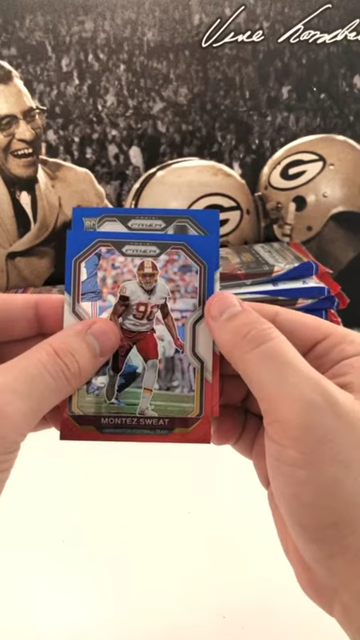 Vince Lombardi
G
G
RC
PRIZM
PRIZM
90
MONTEZ SWEAT